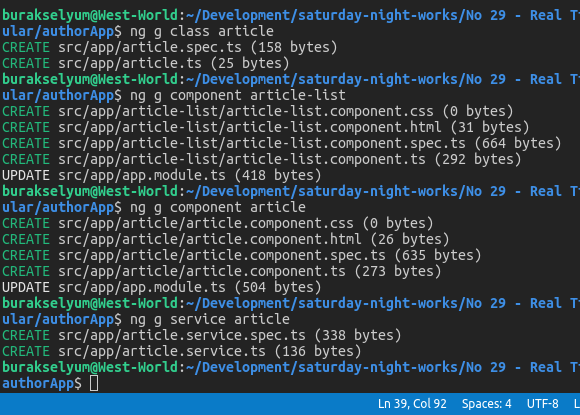 burakselyum@West-World:~/Development/saturday-night-works/No 29 - Real
ular/authorApp$ ng g class article
CREATE src/app/article.spec.ts (158 bytes)
CREATE src/app/article.ts (25 bytes)
burakselyum@West-World:~/Development/saturday-night-works/No 29 - Real
ular/authorApp$ ng g component article-list
CREATE src/app/article-list/article-list.component.css (0 bytes)
CREATE src/app/article-list/article-list.component.html (31 bytes)
CREATE src/app/article-list/article-list.component.spec.ts (664 bytes)
CREATE src/app/article-list/article-list.component.ts (292 bytes)
UPDATE src/app/app.module.ts (418 bytes)
burakselyum@West-World:~/Development/saturday-night-works/No 29 - Real
ular/authorApp$ ng g component article
CREATE src/app/article/article.component.css (0 bytes)
CREATE src/app/article/article.component.html (26 bytes)
CREATE src/app/article/article.component.spec.ts (635 bytes)
CREATE src/app/article/article.component.ts (273 bytes)
UPDATE src/app/app.module.ts (504 bytes)
burakselyum@West-World:~/Development/saturday-night-works/No 29 - Real
ular/authorApp$ ng g service article
CREATE src/app/article.service.spec.ts (338 bytes)
CREATE src/app/article.service.ts (136 bytes)
burakselyum@West-World:~/Development/saturday-night-works/No 29 - Real
authorApp$
Ln 39, Col 92 Spaces: 4 UTF-8